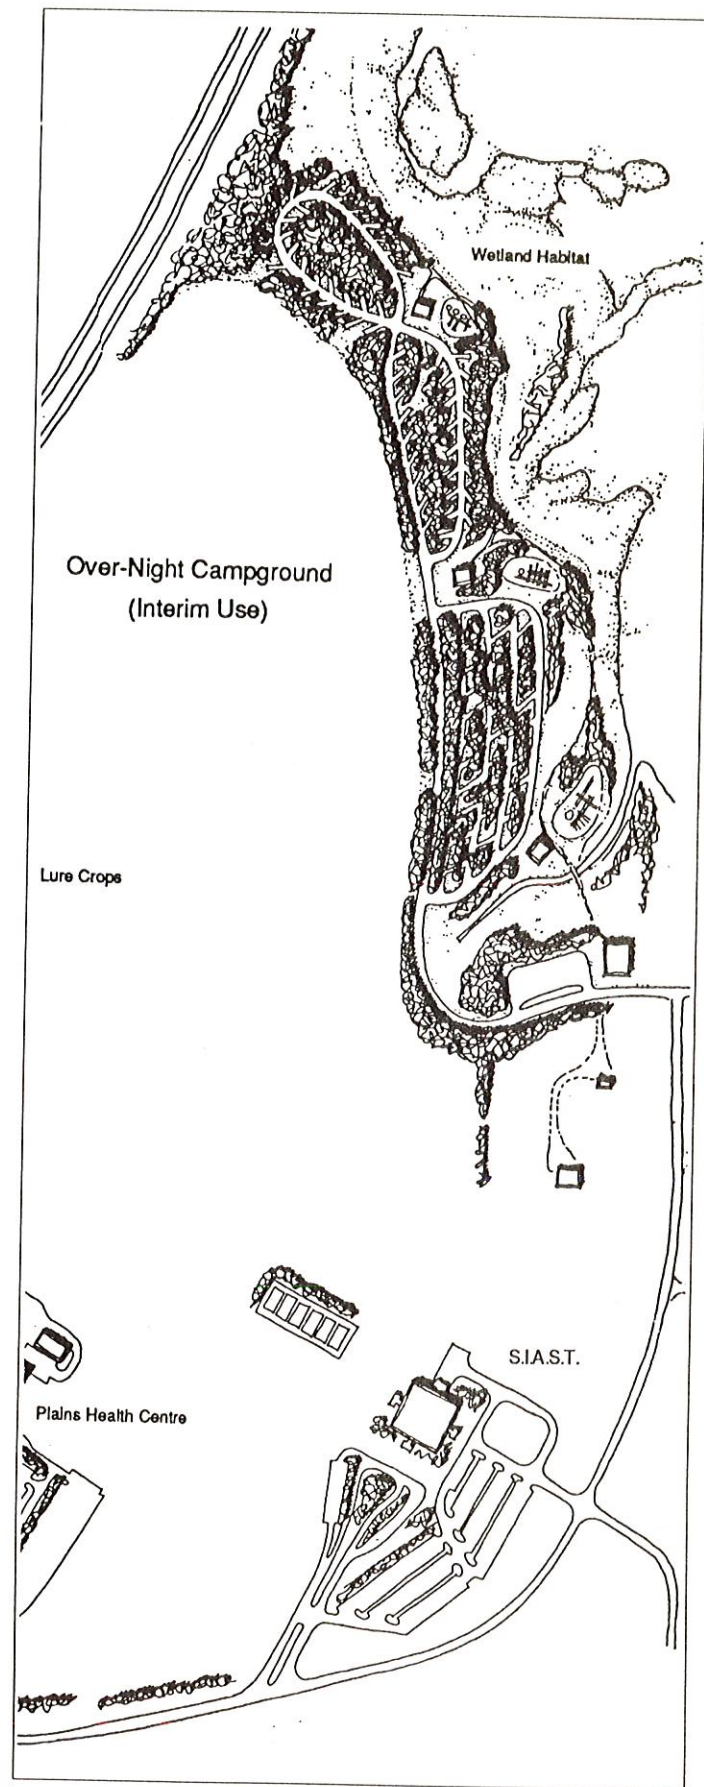 Wetland Habitat
Over-Night Campground
(Interim Use)
Lure Crops
S.I.A.S.T.
Plains Health Centre